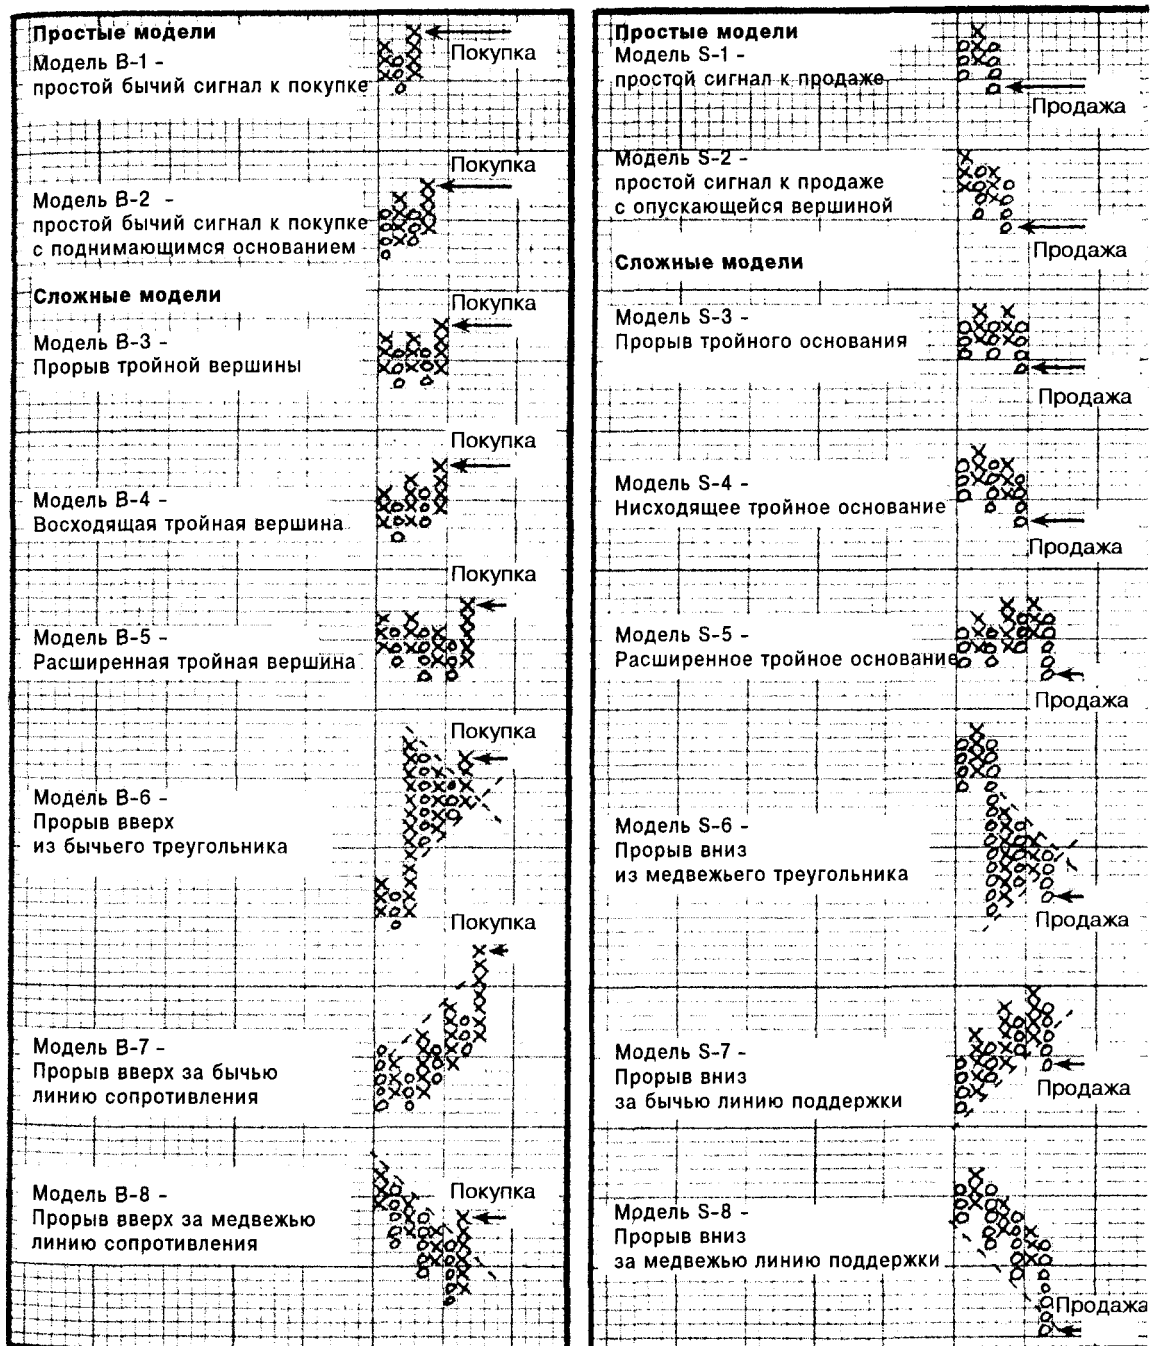 Простые модели
Покупка
Модель B-1 -
простой бычий сигнал к покупке
Покупка
Модель B-2 -
простой бычий сигнал к покупке
с поднимающимся основанием
Сложные модели
Покупка
Модель B-3 -
Прорыв тройной вершины
Покупка
Модель B-4 -
Восходящая тройная вершина
Покупка
Модель B-5 -
Расширенная тройная вершина
Покупка
Модель B-6 -
Прорыв вверх
из бычьего треугольника
Покупка
Модель B-7 -
Прорыв вверх за бычью
линию сопротивления
Покупка
Модель B-8 -
Прорыв вверх за медвежью
линию сопротивления
Простые модели
Модель S-1 -
простой сигнал к продаже
Продажа
Модель S-2 -
простой сигнал к продаже
с опускающейся вершиной
Продажа
Сложные модели
Модель S-3 -
Прорыв тройного основания
Продажа
Модель S-4 -
Нисходящее тройное основание
Продажа
Модель S-5 -
Расширенное тройное основание
Продажа
Модель S-6 -
Прорыв вниз
из медвежьего треугольника
Продажа
Модель S-7 -
Прорыв вниз
за бычью линию поддержки
Продажа
Модель S-8 -
Прорыв вниз
за медвежью линию поддержки
Продажа